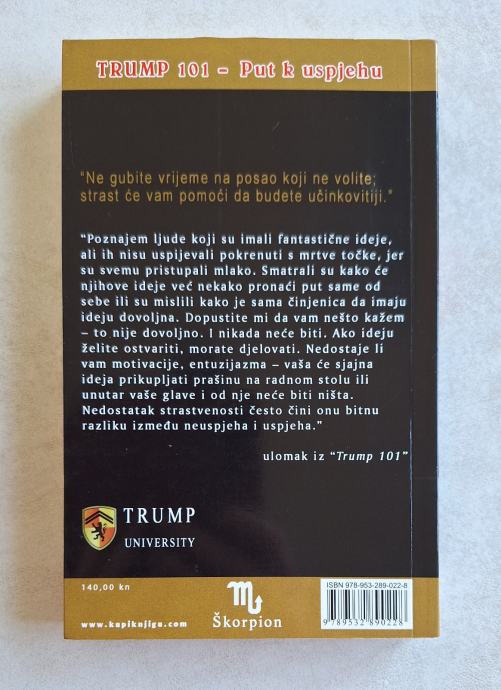 TRUMP 101 - Put k uspjehu
"Ne gubite vrijeme na posao koji ne volite;
strast će vam pomoći da budete učinkovitiji."
"Poznajem ljude koji su imali fantastične ideje,
ali ih nisu uspijevali pokrenuti s mrtve točke, jer
su svemu pristupali mlako. Smatrali su kako će
njihove ideje već nekako pronaći put same od
sebe ili su mislili kako je sama činjenica da imaju
ideju dovoljna. Dopustite mi da vam nešto kažem
– to nije dovoljno. I nikada neće biti. Ako ideju
želite ostvariti, morate djelovati. Nedostaje li
vam motivacije, entuzijazma – vaša će sjajna
ideja prikupljati prašinu na radnom stolu ili
unutar vaše glave i od nje neće biti ništa.
Nedostatak strastvenosti često čini onu bitnu
razliku između neuspjeha i uspjeha."
ulomak iz "Trump 101"
TRUMP
UNIVERSITY
140,00 kn
www.kupiknjigu.com
Škorpion
ISBN 978-953-289-022-8
9789532890228